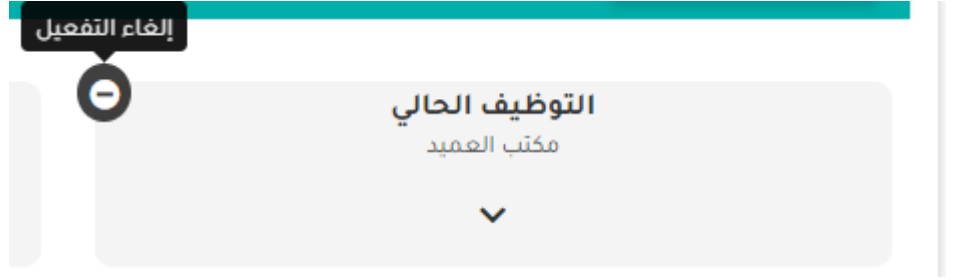 إلغاء التفعيل
التوظيف الحالي
مكتب العميد